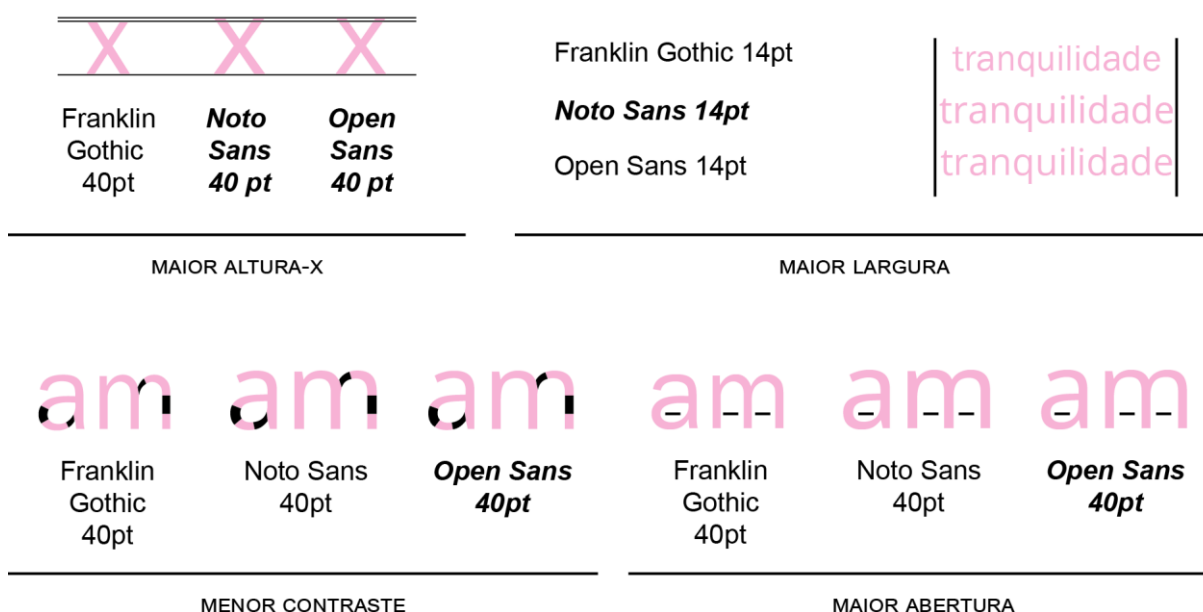 x x x
Franklin Gothic 40pt
Noto Sans 40 pt
Open Sans 40 pt
MAIOR ALTURA-X
Franklin Gothic 14pt
tranquilidade
Noto Sans 14pt
tranquilidade
Open Sans 14pt
tranquilidade
MAIOR LARGURA
am am am
Franklin
Gothic
40pt
Noto Sans
40pt
Open Sans
40pt
MENOR CONTRASTE
am am am
Franklin
Gothic
40pt
Noto Sans
40pt
Open Sans
40pt
MAIOR ABERTURA